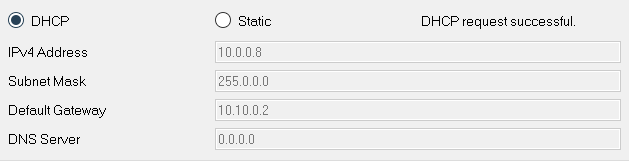 DHCP Static DHCP request successful.
IPv4 Address 10.0.0.8
Subnet Mask 255.0.0.0
Default Gateway 10.10.0.2
DNS Server 0.0.0.0